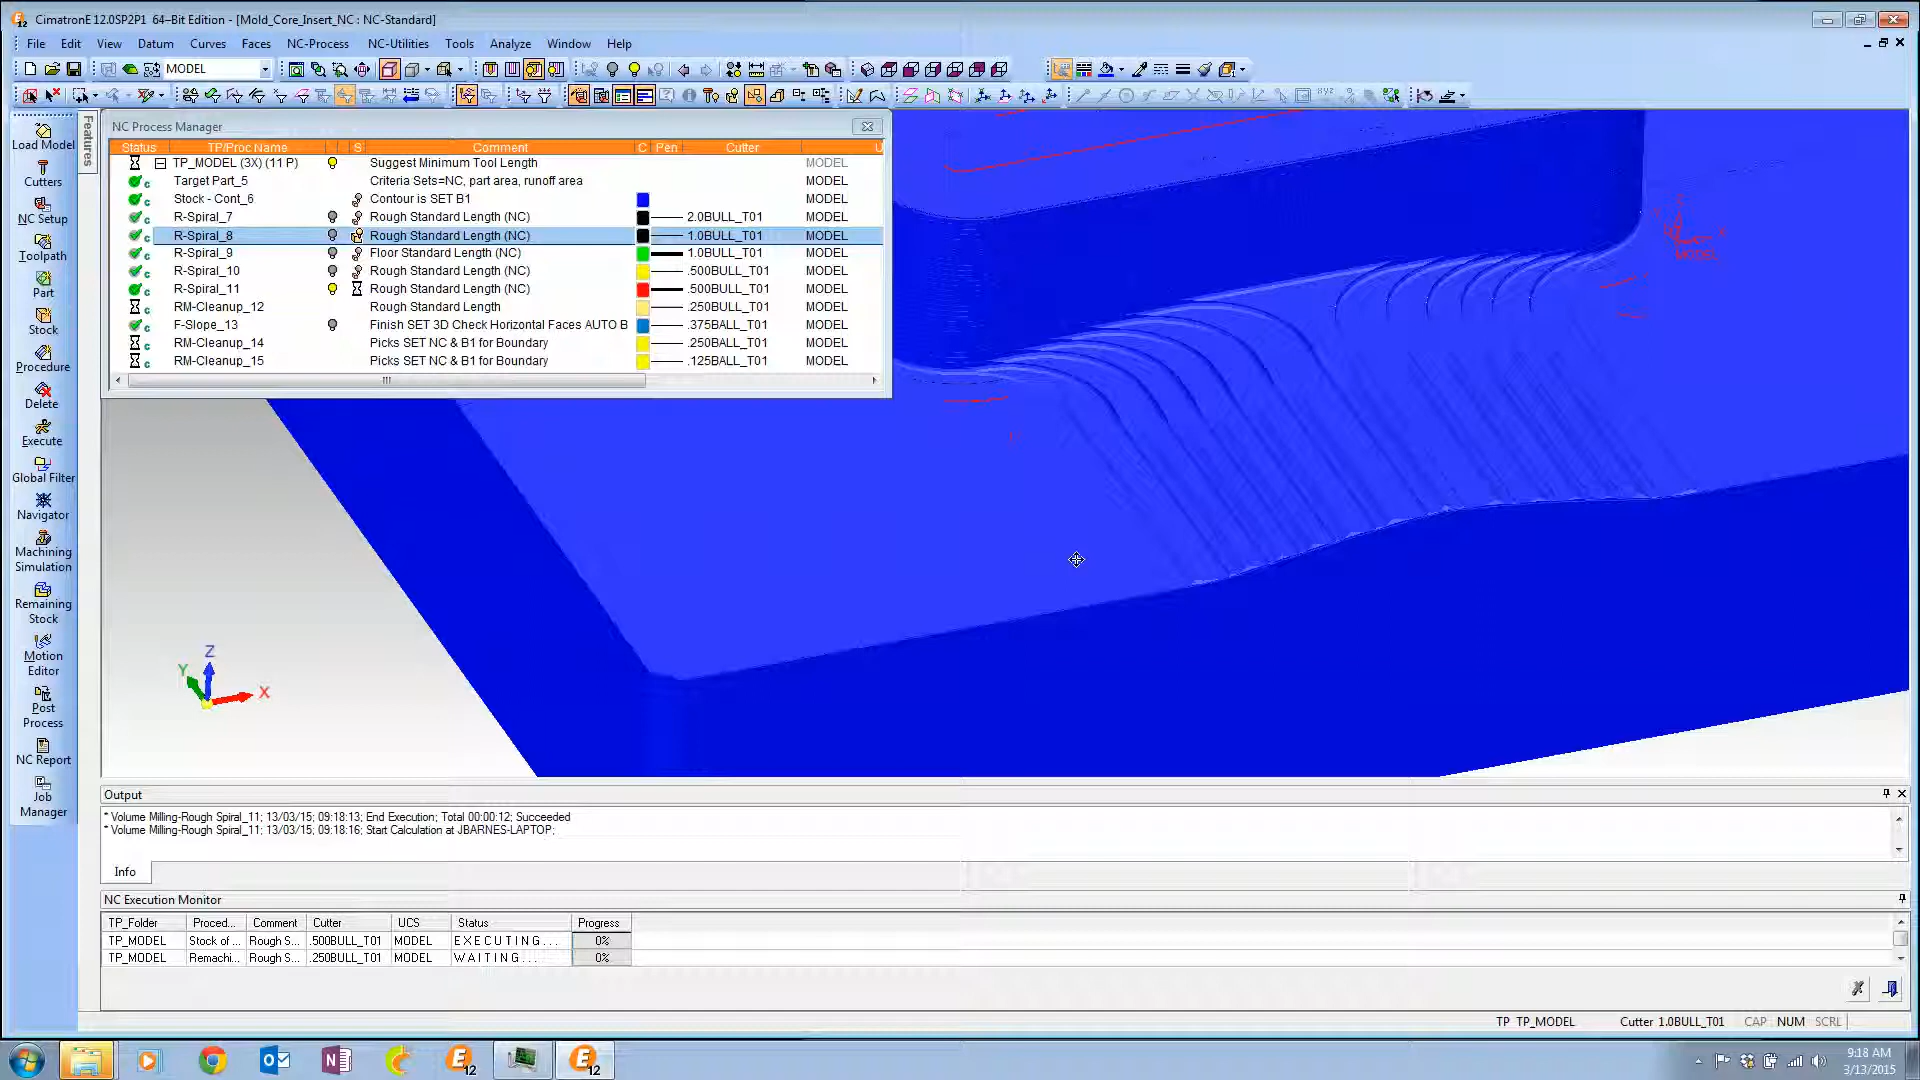 CimatronE 12.0SP2P1  64-Bit Edition - [Mold_Core_Insert_NC : NC-Standard]
File Edit View Datum Curves Faces NC-Process NC-Utilities Tools Analyze Window Help
MODEL
NC Process Manager
Status TP/Proc Name S Comment C Pen Cutter U
TP_MODEL (3X) (11 P) Suggest Minimum Tool Length MODEL
Target Part_5 Criteria Sets=NC, part area, runoff area MODEL
Stock - Cont_6 Contour is SET B1 MODEL
R-Spiral_7 Rough Standard Length (NC) 2.0BULL_T01 MODEL
R-Spiral_8 Rough Standard Length (NC) 1.0BULL_T01 MODEL
R-Spiral_9 Floor Standard Length (NC) 1.0BULL_T01 MODEL
R-Spiral_10 Rough Standard Length (NC) .500BULL_T01 MODEL
R-Spiral_11 Rough Standard Length (NC) .500BULL_T01 MODEL
RM-Cleanup_12 Rough Standard Length .250BULL_T01 MODEL
F-Slope_13 Finish SET 3D Check Horizontal Faces AUTO B .375BALL_T01 MODEL
RM-Cleanup_14 Picks SET NC & B1 for Boundary .250BALL_T01 MODEL
RM-Cleanup_15 Picks SET NC & B1 for Boundary .125BALL_T01 MODEL
Features
Load Model
Cutters
NC Setup
Toolpath
Part
Stock
Procedure
Delete
Execute
Global Filter
Navigator
Machining
Simulation
Remaining
Stock
Motion
Editor
Post
Process
NC Report
Job
Manager
X
MODEL
Z
Y
X
Output
* Volume Milling-Rough Spiral_11; 13/03/15; 09:18:13; End Execution; Total 00:00:12; Succeeded
* Volume Milling-Rough Spiral_11; 13/03/15; 09:18:16; Start Calculation at JBARNES-LAPTOP;
Info
NC Execution Monitor
TP_Folder Proced... Comment Cutter UCS Status Progress
TP_MODEL Stock of ... Rough S... .500BULL_T01 MODEL EXECUTING... 0%
TP_MODEL Remachi... Rough S... .250BULL_T01 MODEL WAITING... 0%
TP TP_MODEL Cutter 1.0BULL_T01 CAP NUM SCRL
12
12
9:18 AM
3/13/2015